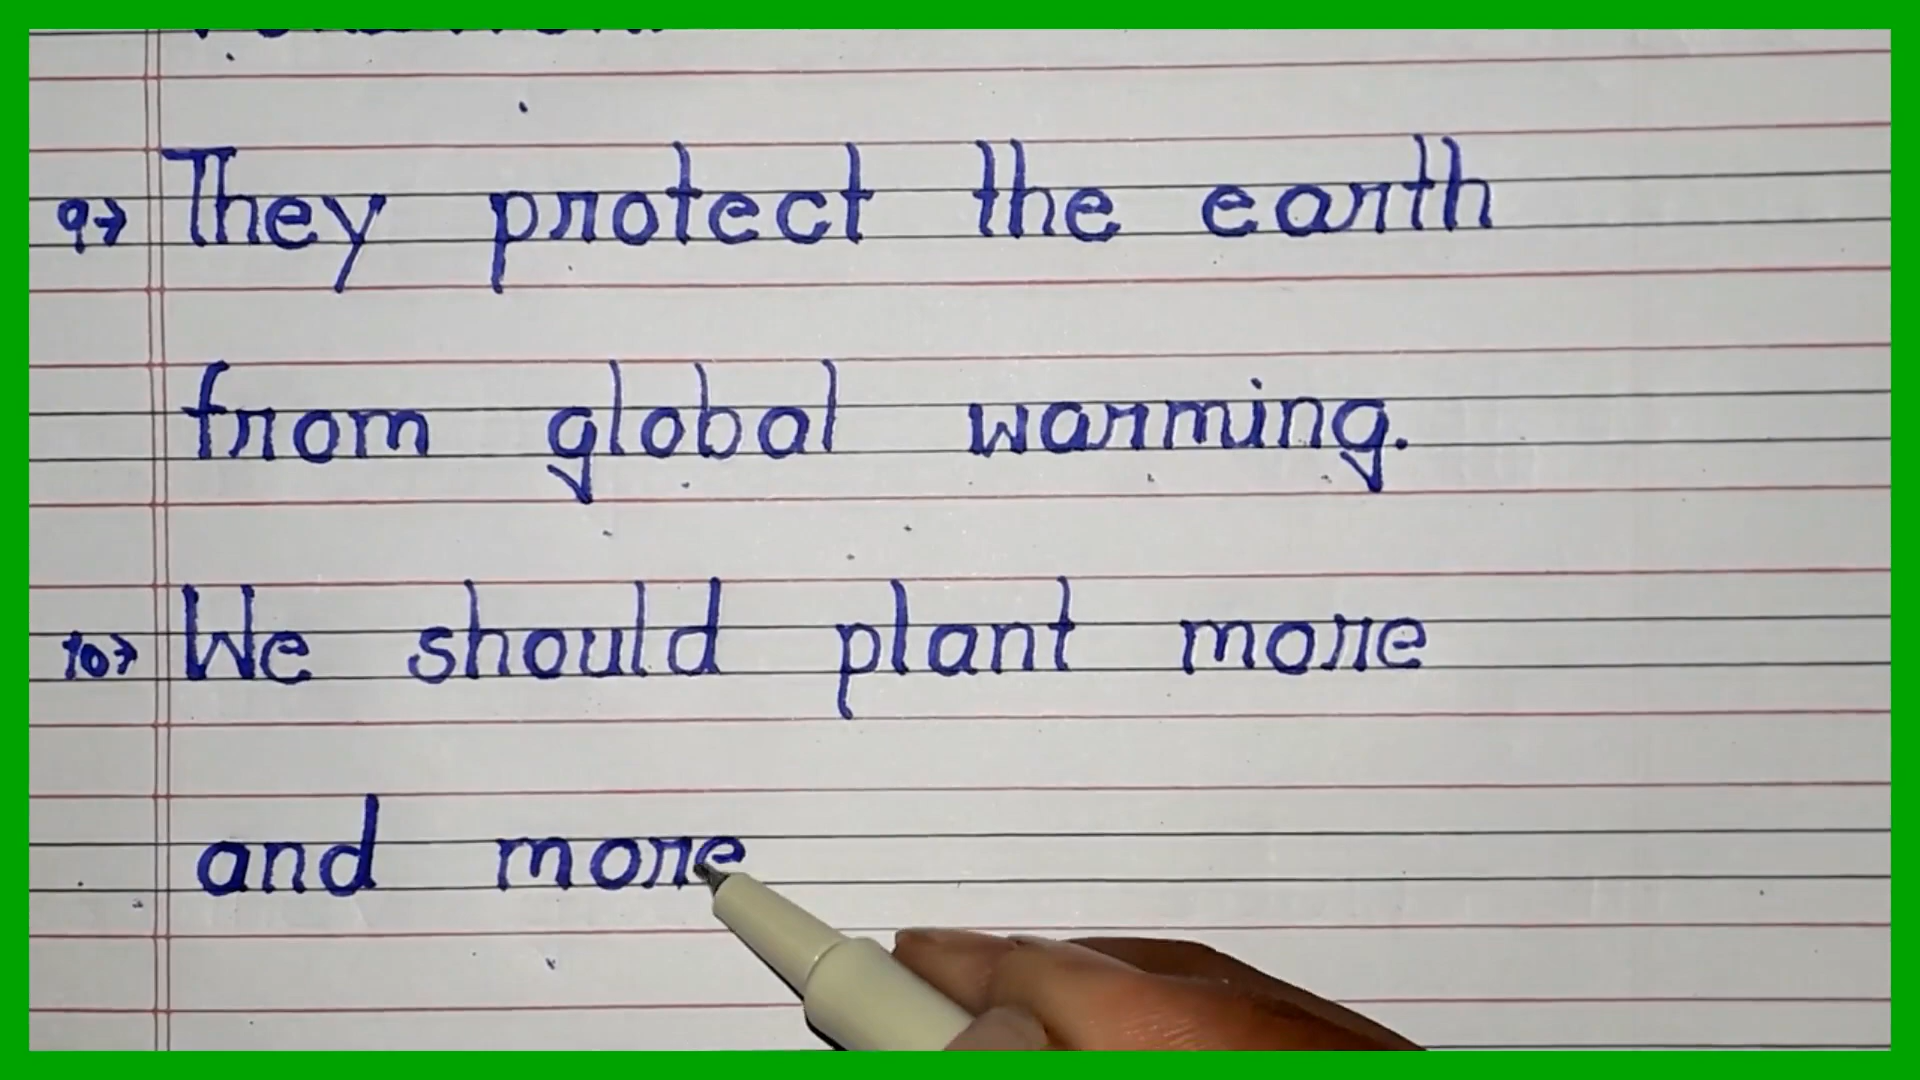 9→ They protect the earth
from global warming.
10→ We should plant more
and more